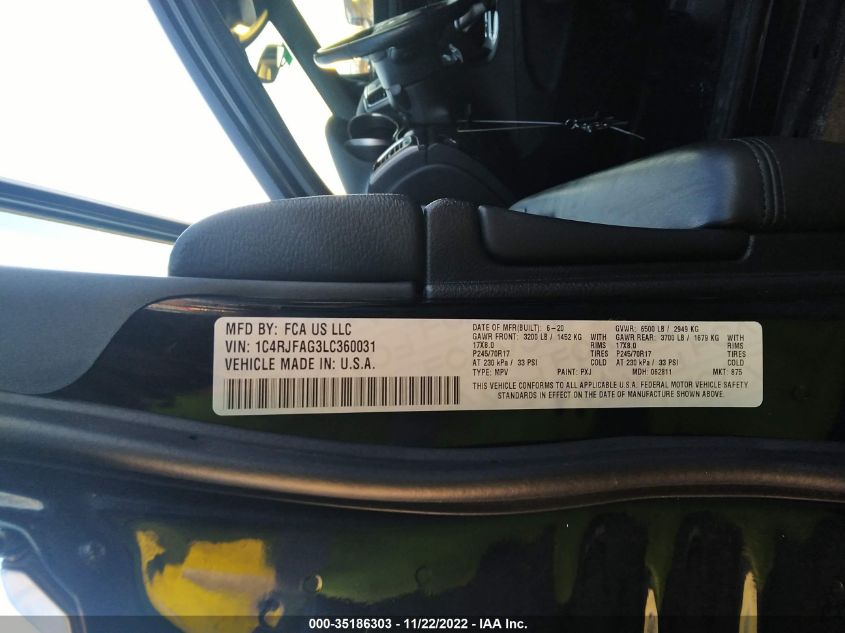 MFD BY: FCA US LLC
VIN: 1C4RJFAG3LC360031
VEHICLE MADE IN: U.S.A.
DATE OF MFR(BUILT): 6-20 GVWR: 6500 LB / 2949 KG
GAWR FRONT: 3200 LB / 1452 KG WITH GAWR REAR: 3700 LB / 1679 KG WITH
17X8.0 RIMS 17X8.0 RIMS
P245/70R17 TIRES P245/70R17 TIRES
AT 230 kPa / 33 PSI COLD AT 230 kPa / 33 PSI COLD
TYPE: MPV PAINT: PXJ MDH: 062811 MKT: 875
THIS VEHICLE CONFORMS TO ALL APPLICABLE U.S.A. FEDERAL MOTOR VEHICLE SAFETY
STANDARDS IN EFFECT ON THE DATE OF MANUFACTURE SHOWN ABOVE.
000-35186303 - 11/22/2022 - IAA Inc.